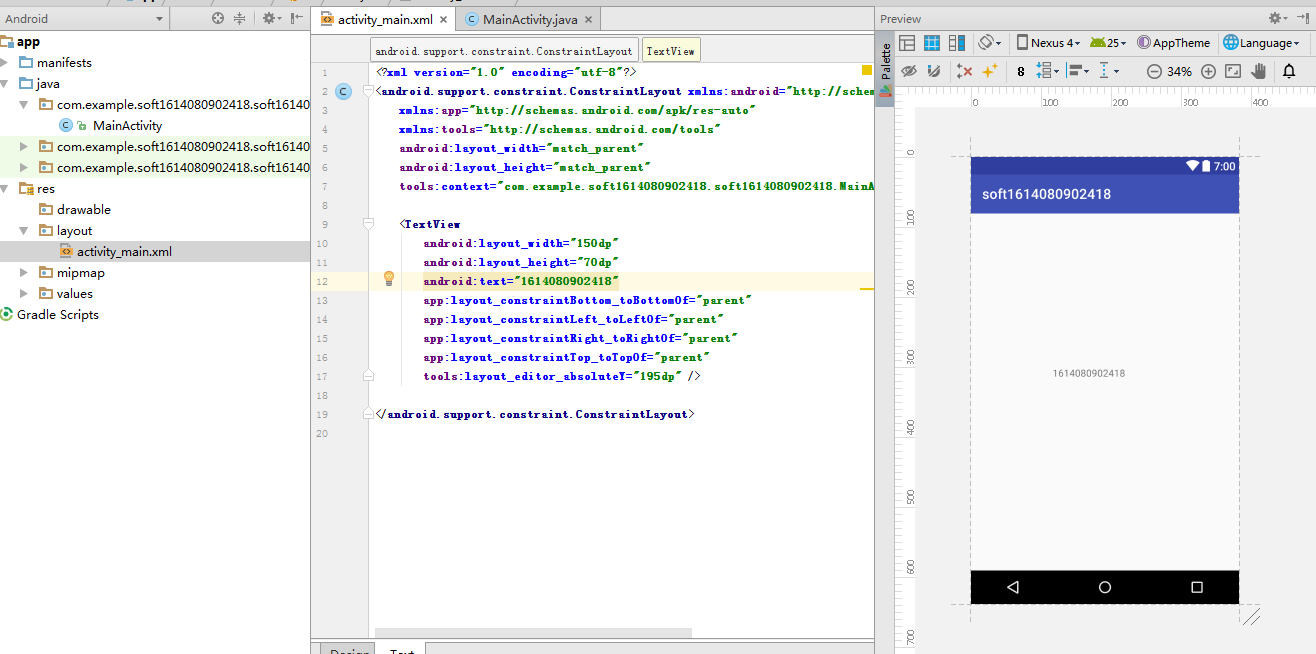 Android
activity_main.xml
MainActivity.java
Preview
app
manifests
java
com.example.soft1614080902418.soft16140
MainActivity
com.example.soft1614080902418.soft16140
com.example.soft1614080902418.soft16140
res
drawable
layout
activity_main.xml
mipmap
values
Gradle Scripts
android.support.constraint.ConstraintLayout
TextView
1 <?xml version="1.0" encoding="utf-8"?>
2 <android.support.constraint.ConstraintLayout xmlns:android="http://schem
3 xmlns:app="http://schemas.android.com/apk/res-auto"
4 xmlns:tools="http://schemas.android.com/tools"
5 android:layout_width="match_parent"
6 android:layout_height="match_parent"
7 tools:context="com.example.soft1614080902418.soft1614080902418.MainA
8
9 <TextView
10 android:layout_width="150dp"
11 android:layout_height="70dp"
12 android:text="1614080902418"
13 app:layout_constraintBottom_toBottomOf="parent"
14 app:layout_constraintLeft_toLeftOf="parent"
15 app:layout_constraintRight_toRightOf="parent"
16 app:layout_constraintTop_toTopOf="parent"
17 tools:layout_editor_absoluteY="195dp" />
18
19 </android.support.constraint.ConstraintLayout>
20
Design
Text
Palette
Nexus 4
25
AppTheme
Language
8
34%
0
100
200
300
400
0
100
200
300
400
500
600
700
7:00
soft1614080902418
1614080902418